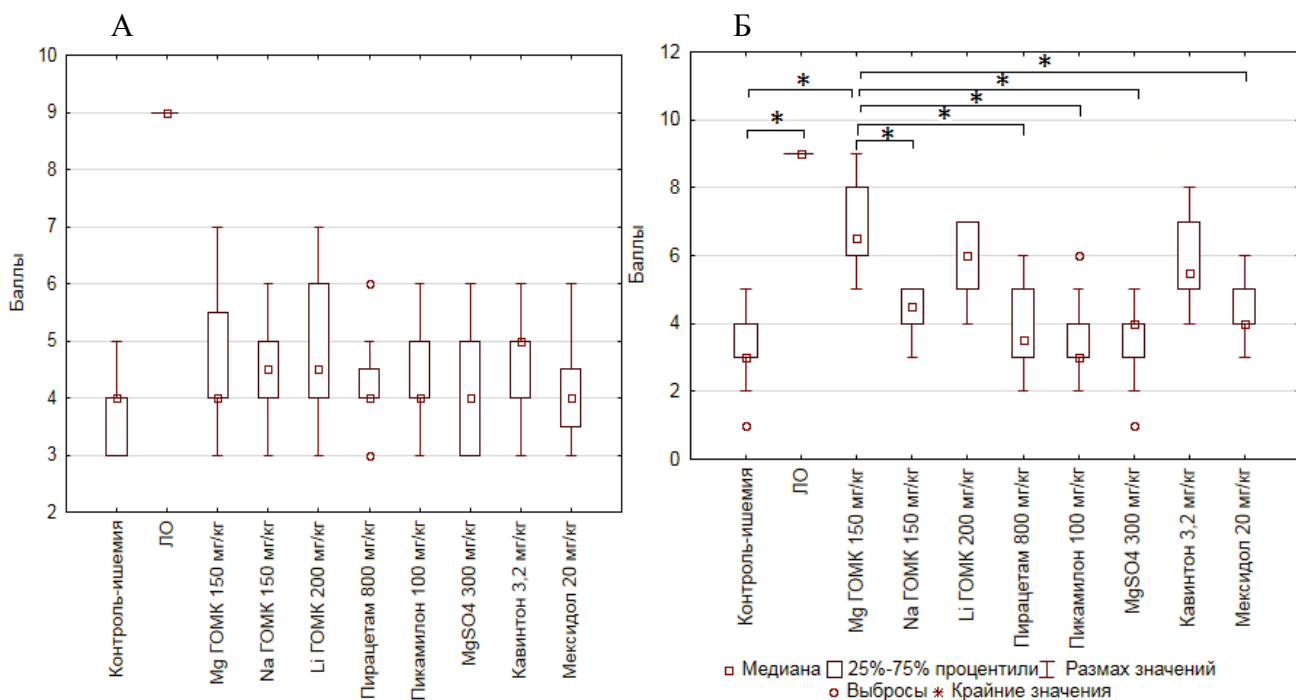 А
10
9
8
7
6
5
4
3
2
Баллы
Контроль-ишемия
ЛО
Mg ГОМК 150 мг/кг
Na ГОМК 150 мг/кг
Li ГОМК 200 мг/кг
Пирацетам 800 мг/кг
Пикамилон 100 мг/кг
MgSO4 300 мг/кг
Кавинтон 3,2 мг/кг
Мексидол 20 мг/кг
Б
12
10
8
6
4
2
0
Баллы
*
*
*
*
*
*
*
Контроль-ишемия
ЛО
Mg ГОМК 150 мг/кг
Na ГОМК 150 мг/кг
Li ГОМК 200 мг/кг
Пирацетам 800 мг/кг
Пикамилон 100 мг/кг
MgSO4 300 мг/кг
Кавинтон 3,2 мг/кг
Мексидол 20 мг/кг
Медиана 25%-75% процентили Размах значений
Выбросы * Крайние значения